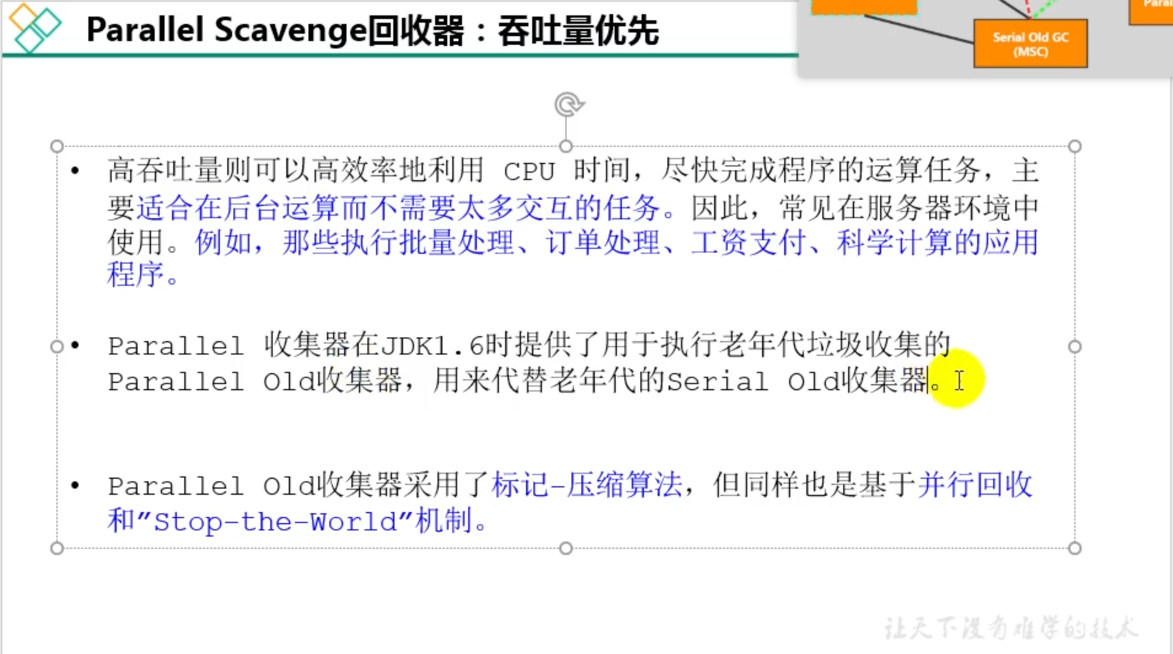 Parallel Scavenge回收器：吞吐量优先
Serial Old GC
(MSC)
• 高吞吐量则可以高效率地利用 CPU 时间，尽快完成程序的运算任务，主
要适合在后台运算而不需要太多交互的任务。因此，常见在服务器环境中
使用。例如，那些执行批量处理、订单处理、工资支付、科学计算的应用
程序。
• Parallel 收集器在JDK1.6时提供了用于执行老年代垃圾收集的
Parallel Old收集器，用来代替老年代的Serial Old收集器。
• Parallel Old收集器采用了标记-压缩算法，但同样也是基于并行回收
和”Stop-the-World”机制。
让天下没有难学的技术